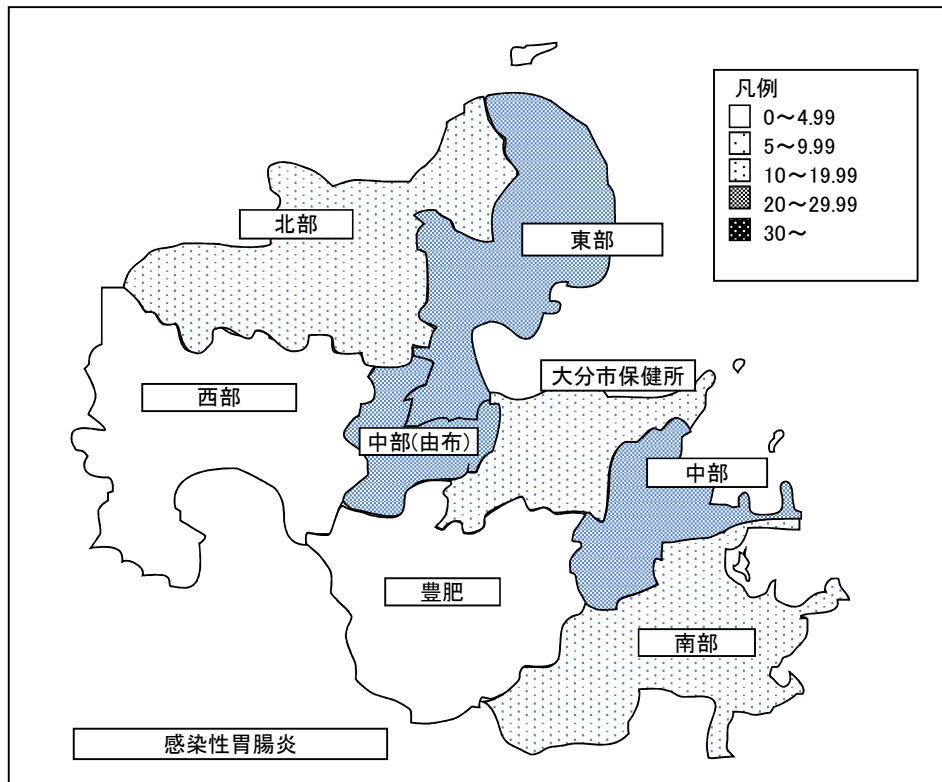 凡例
0～4.99
5～9.99
10～19.99
20～29.99
30～
北部
東部
大分市保健所
西部
中部(由布)
中部
豊肥
南部
感染性胃腸炎